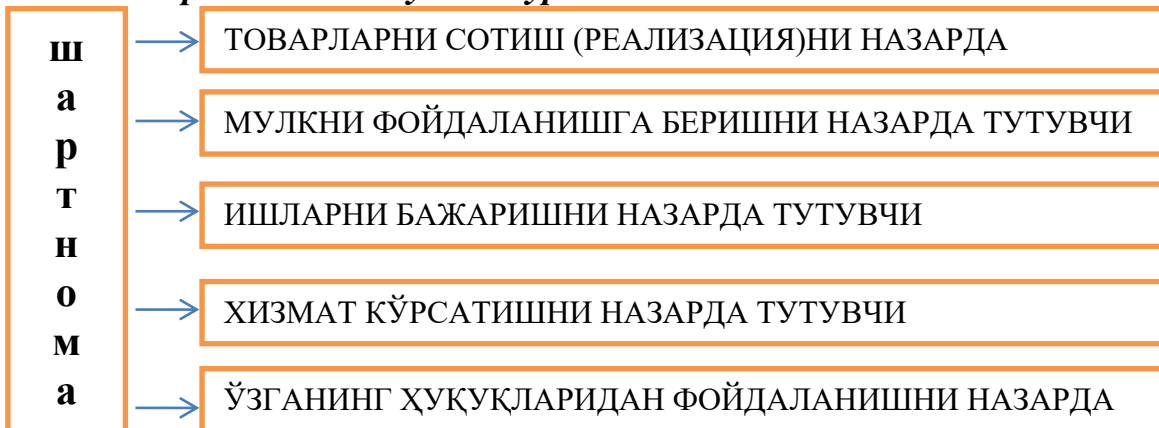 шартнома
ТОВАРЛАРНИ СОТИШ (РЕАЛИЗАЦИЯ)НИ НАЗАРДА
МУЛКНИ ФОЙДАЛАНИШГА БЕРИШНИ НАЗАРДА ТУТУВЧИ
ИШЛАРНИ БАЖАРИШНИ НАЗАРДА ТУТУВЧИ
ХИЗМАТ КЎРСАТИШНИ НАЗАРДА ТУТУВЧИ
ЎЗГАНИНГ ҲУҚУҚЛАРИДАН ФОЙДАЛАНИШНИ НАЗАРДА